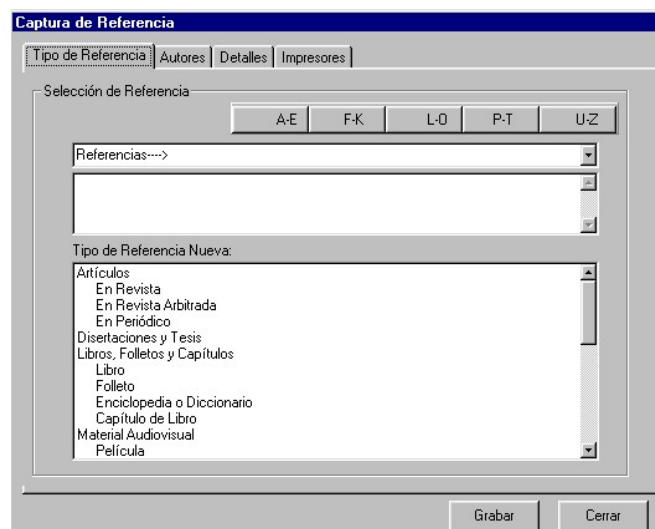 Captura de Referencia
Tipo de Referencia Autores Detalles Impresores
Selección de Referencia
A-E F-K L-O P-T U-Z
Referencias---->
Tipo de Referencia Nueva:
Artículos
En Revista
En Revista Arbitrada
En Periódico
Disertaciones y Tesis
Libros, Folletos y Capítulos
Libro
Folleto
Enciclopedia o Diccionario
Capítulo de Libro
Material Audiovisual
Película
Grabar Cerrar